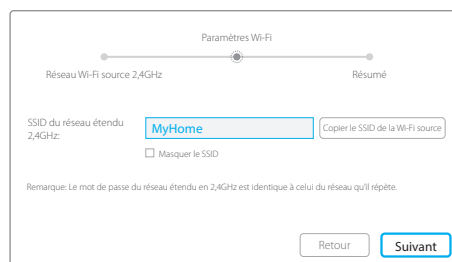 Paramètres Wi-Fi
Réseau Wi-Fi source 2,4GHz
Résumé
SSID du réseau étendu
2,4GHz:
MyHome
Copier le SSID de la Wi-Fi source
Masquer le SSID
Remarque: Le mot de passe du réseau étendu en 2,4GHz est identique à celui du réseau qu'il répète.
Retour
Suivant